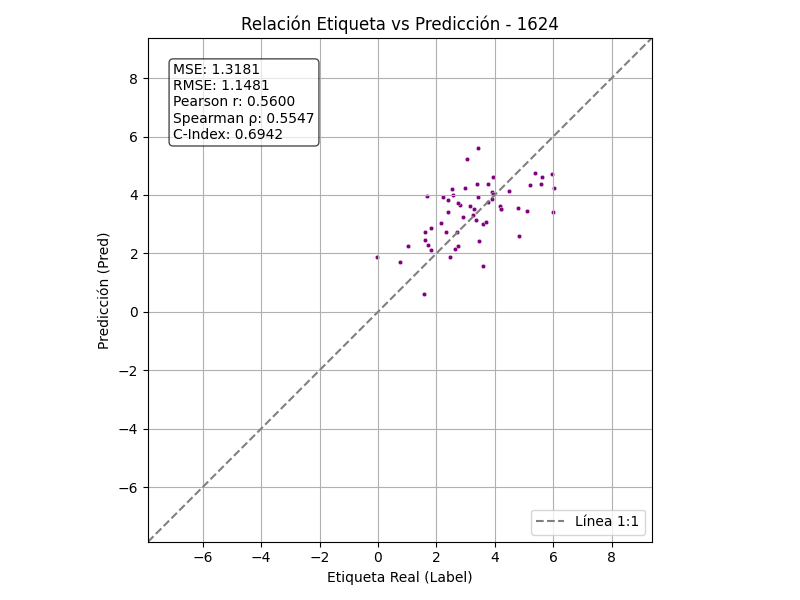 Relación Etiqueta vs Predicción - 1624
MSE: 1.3181
RMSE: 1.1481
Pearson r: 0.5600
Spearman ρ: 0.5547
C-Index: 0.6942
Predicción (Pred)
8
6
4
2
0
−2
−4
−6
Línea 1:1
−6 −4 −2 0 2 4 6 8
Etiqueta Real (Label)